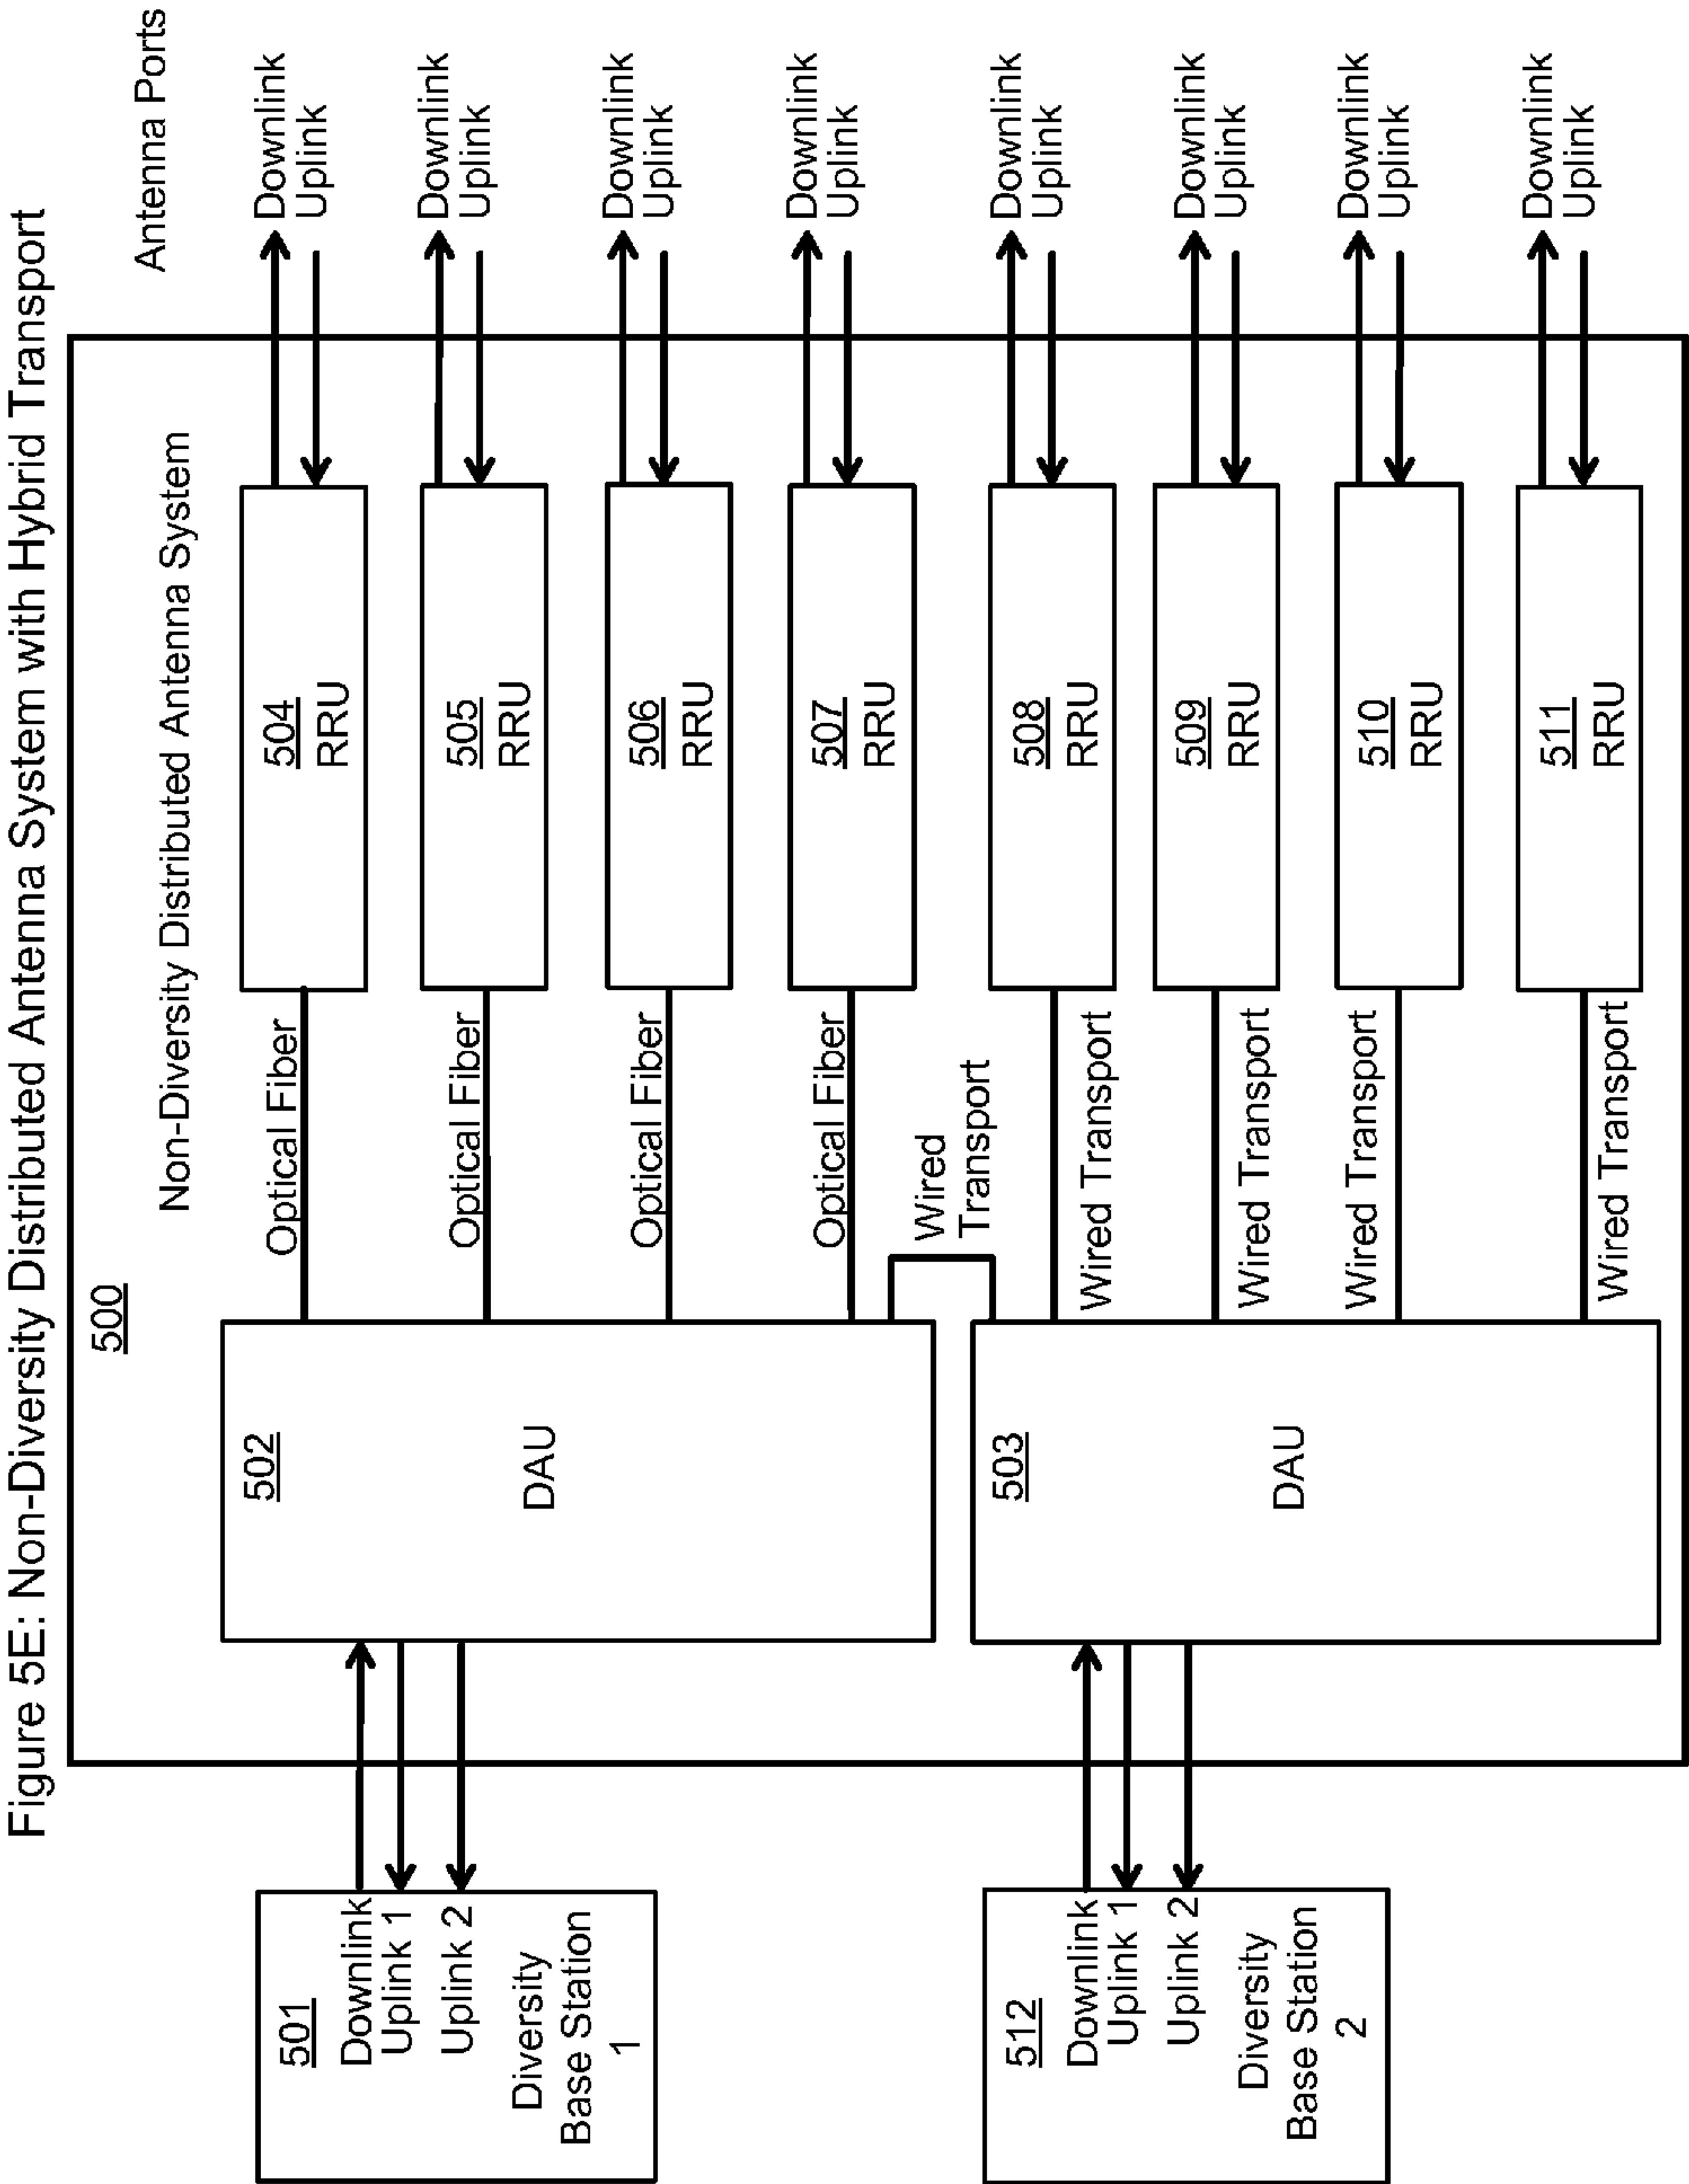 Figure 5E: Non-Diversity Distributed Antenna System with Hybrid Transport
Antenna Ports
500
Non-Diversity Distributed Antenna System
501
Downlink
Uplink 1
Uplink 2
Diversity
Base Station
1
502
DAU
Optical Fiber
504
RRU
Downlink
Uplink
Optical Fiber
505
RRU
Downlink
Uplink
Optical Fiber
506
RRU
Downlink
Uplink
Optical Fiber
507
RRU
Downlink
Uplink
Wired
Transport
512
Downlink
Uplink 1
Uplink 2
Diversity
Base Station
2
503
DAU
Wired Transport
508
RRU
Downlink
Uplink
Wired Transport
509
RRU
Downlink
Uplink
Wired Transport
510
RRU
Downlink
Uplink
Wired Transport
511
RRU
Downlink
Uplink